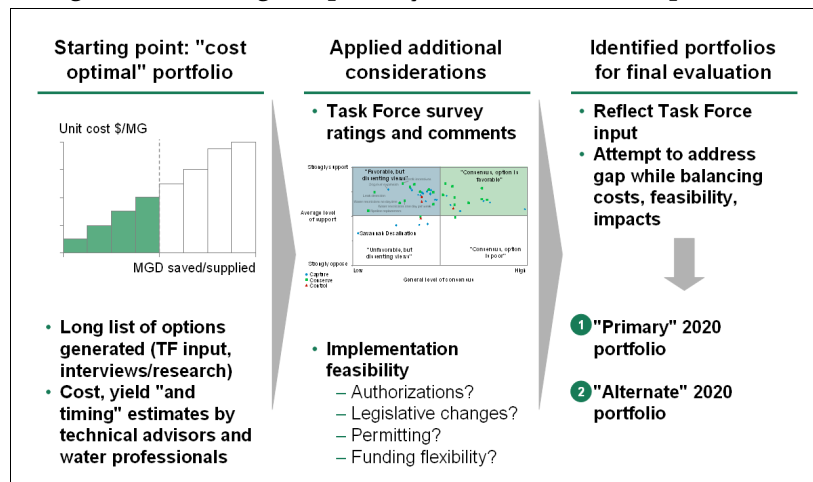 Starting point: "cost
optimal" portfolio
Unit cost $/MG
MGD saved/supplied
• Long list of options
generated (TF input,
interviews/research)
• Cost, yield "and
timing" estimates by
technical advisors and
water professionals
Applied additional
considerations
• Task Force survey
ratings and comments
Strongly support
"Favorable, but
dissenting views"
"Consensus, option is
favorable"
Average level
of support
Savannah Desalination
"Unfavorable, but
dissenting views"
"Consensus, option
is poor"
Strongly oppose
Low
High
General level of consensus
Capture
Conserve
Control
• Implementation
feasibility
– Authorizations?
– Legislative changes?
– Permitting?
– Funding flexibility?
Identified portfolios
for final evaluation
• Reflect Task Force
input
• Attempt to address
gap while balancing
costs, feasibility,
impacts
1 "Primary" 2020
portfolio
2 "Alternate" 2020
portfolio